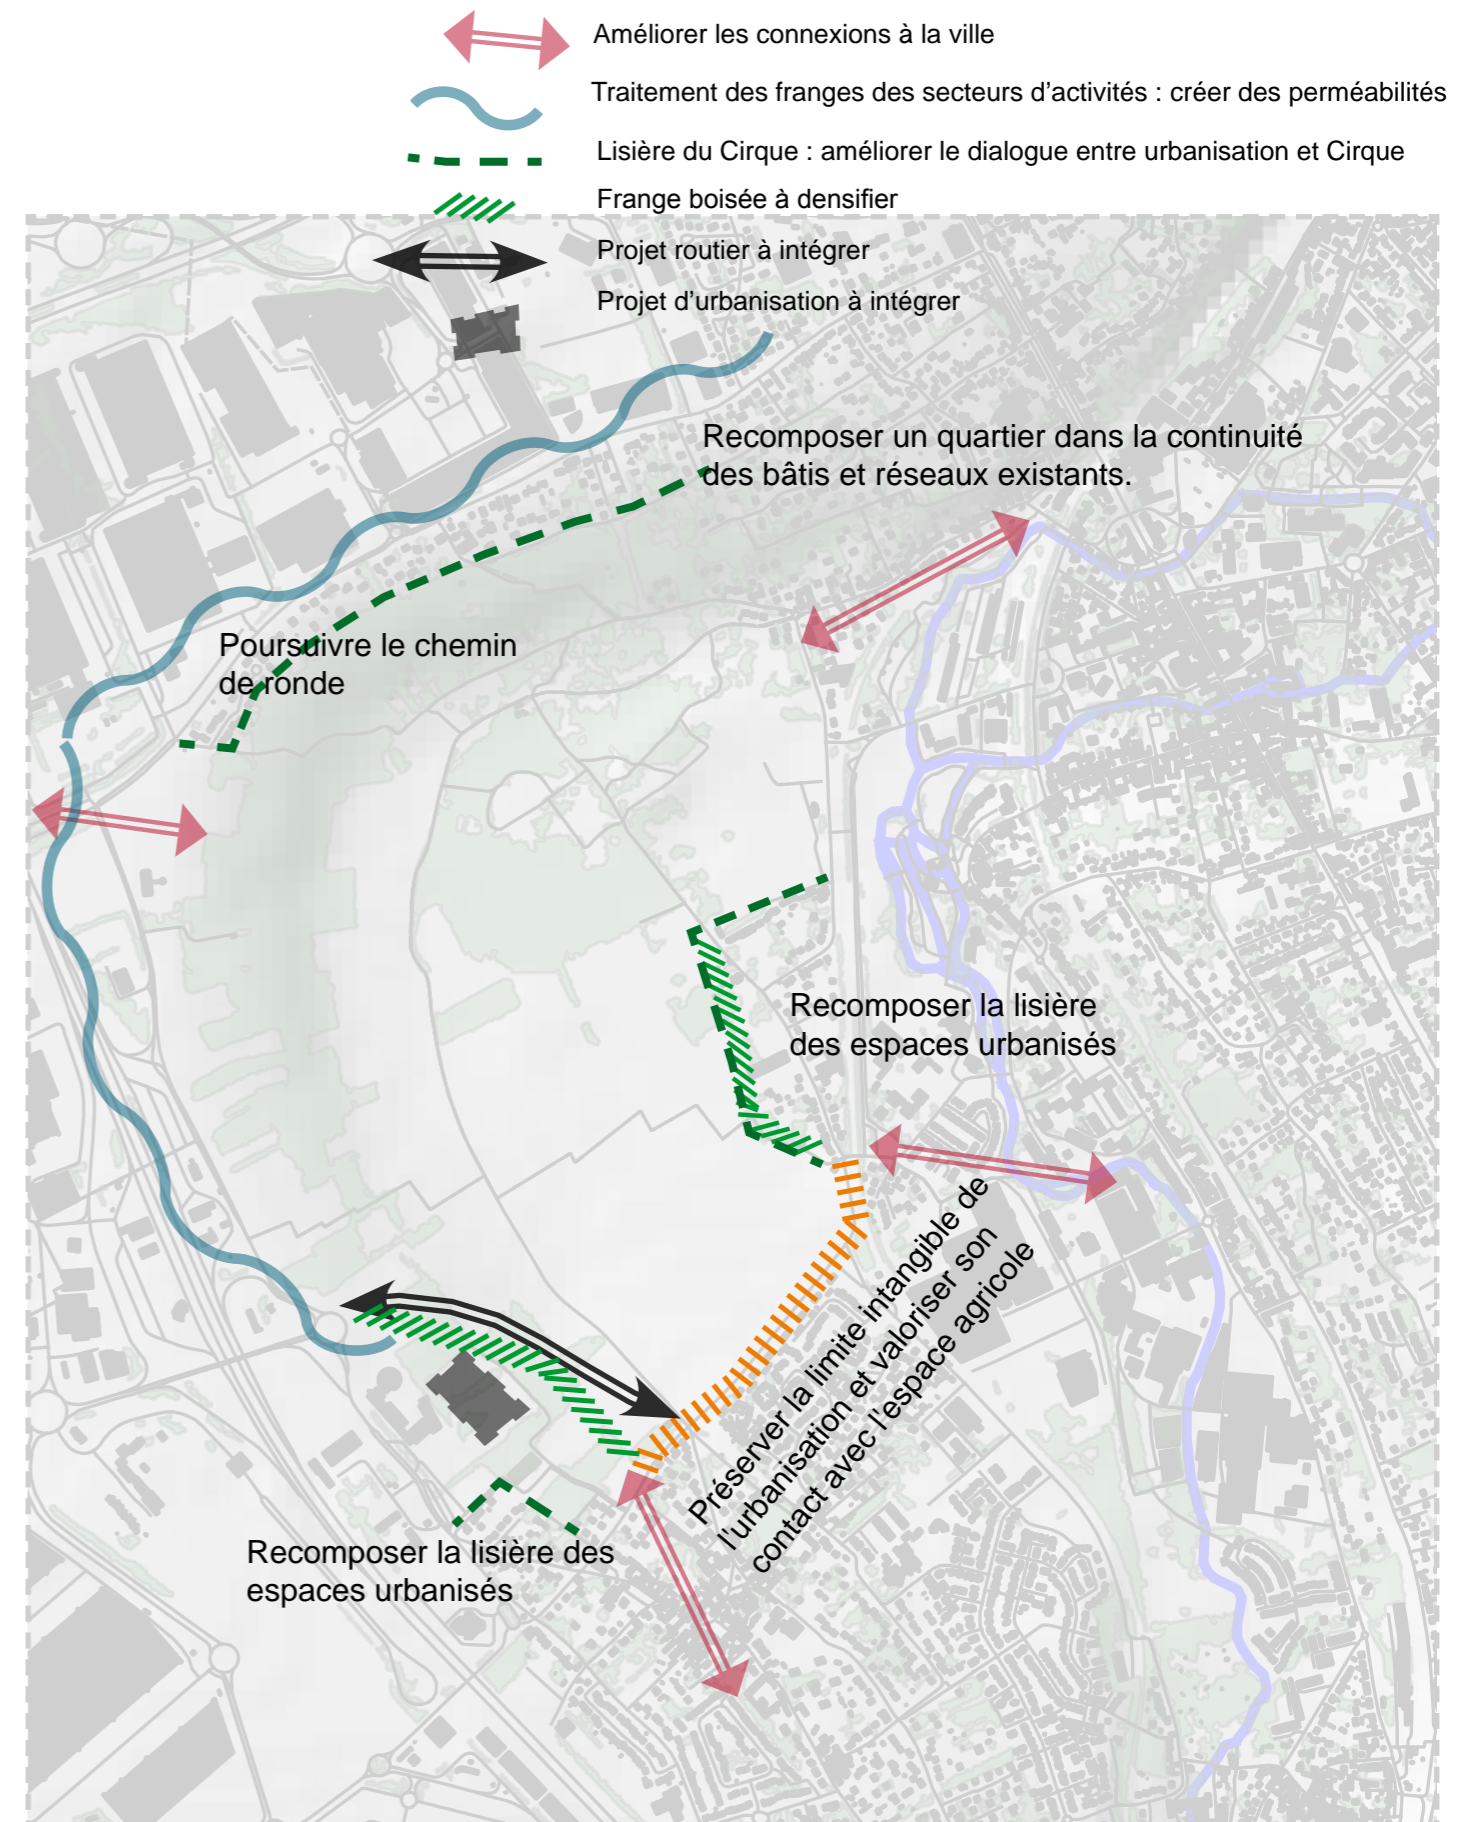 Améliorer les connexions à la ville
Traitement des franges des secteurs d'activités : créer des perméabilités
Lisière du Cirque : améliorer le dialogue entre urbanisation et Cirque
Frange boisée à densifier
Projet routier à intégrer
Projet d'urbanisation à intégrer
Recomposer un quartier dans la continuité
des bâtis et réseaux existants.
Poursuivre le chemin
de ronde
Recomposer la lisière
des espaces urbanisés
Préserver la limite intangible de
l'urbanisation et valoriser son
contact avec l'espace agricole
Recomposer la lisière des
espaces urbanisés